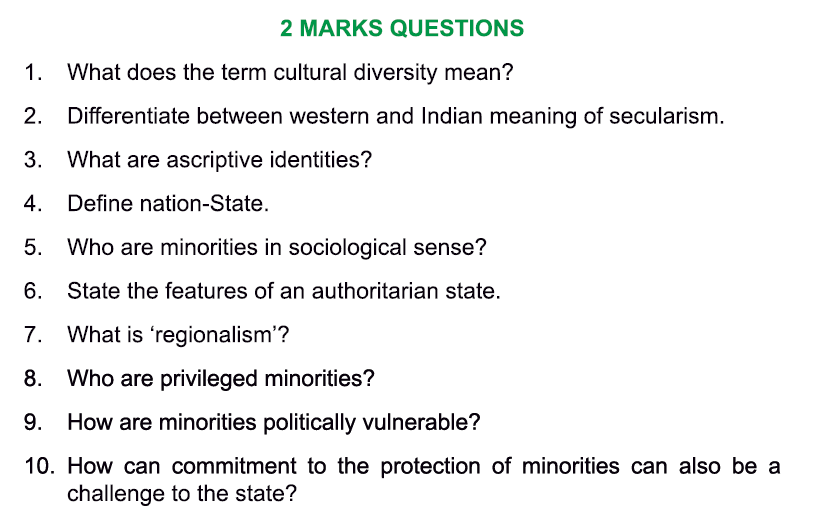 2 MARKS QUESTIONS
1. What does the term cultural diversity mean?
2. Differentiate between western and Indian meaning of secularism.
3. What are ascriptive identities?
4. Define nation-State.
5. Who are minorities in sociological sense?
6. State the features of an authoritarian state.
7. What is ‘regionalism’?
8. Who are privileged minorities?
9. How are minorities politically vulnerable?
10. How can commitment to the protection of minorities can also be a
challenge to the state?